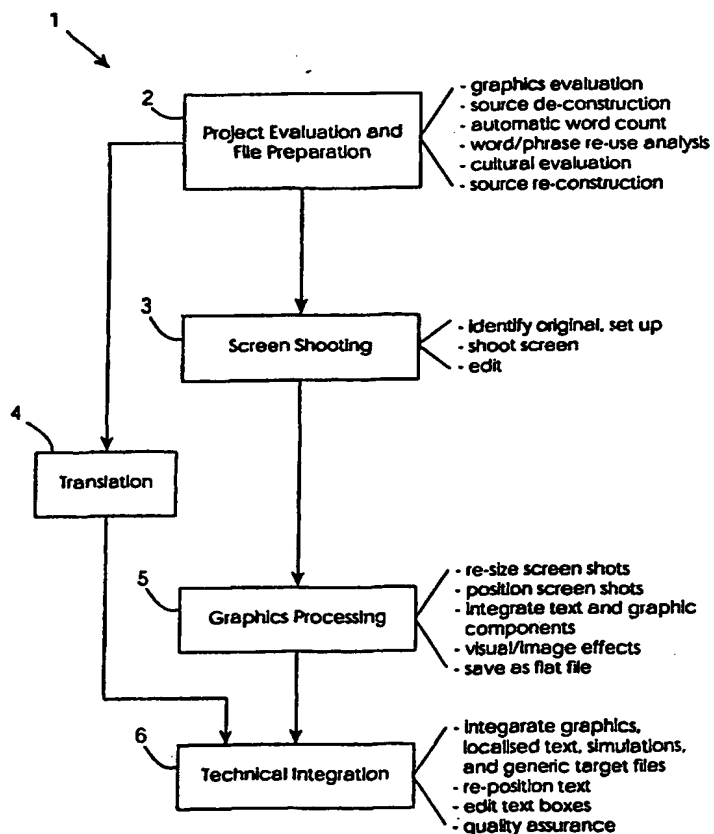 1
2
Project Evaluation and
File Preparation
- graphics evaluation
- source de-construction
- automatic word count
- word/phrase re-use analysis
- cultural evaluation
- source re-construction
3
Screen Shooting
- identify original, set up
- shoot screen
- edit
4
Translation
5
Graphics Processing
- re-size screen shots
- position screen shots
- integrate text and graphic
components
- visual/image effects
- save as flat file
6
Technical Integration
- integarate graphics,
localised text, simulations,
and generic target files
- re-position text
- edit text boxes
- quality assurance